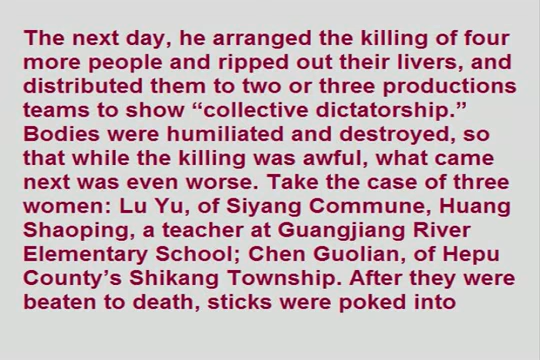 The next day, he arranged the killing of four
more people and ripped out their livers, and
distributed them to two or three productions
teams to show “collective dictatorship.”
Bodies were humiliated and destroyed, so
that while the killing was awful, what came
next was even worse. Take the case of three
women: Lu Yu, of Siyang Commune, Huang
Shaoping, a teacher at Guangjiang River
Elementary School; Chen Guolian, of Hepu
County’s Shikang Township. After they were
beaten to death, sticks were poked into